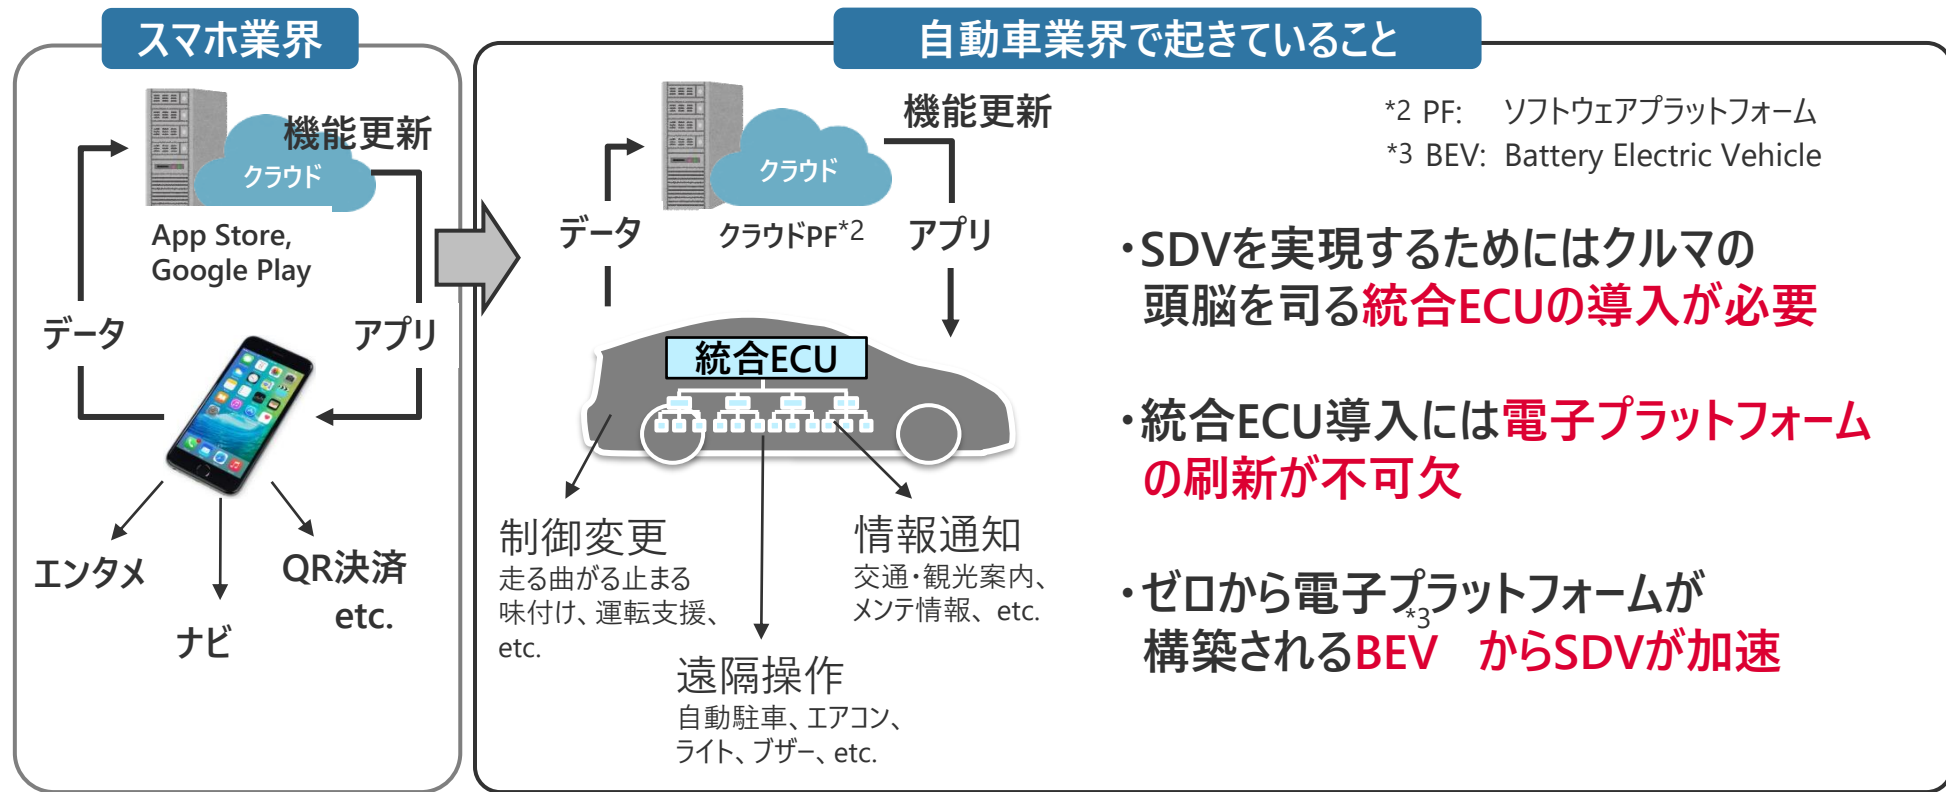 スマホ業界
機能更新
クラウド
App Store,
Google Play
データ
アプリ
エンタメ
ナビ
QR決済
etc.
自動車業界で起きていること
機能更新
クラウド
データ
クラウドPF*2
アプリ
統合ECU
制御変更
走る曲がる止まる
味付け、運転支援、
etc.
遠隔操作
自動駐車、エアコン、
ライト、ブザー、etc.
情報通知
交通・観光案内、
メンテ情報、etc.
*2 PF: ソフトウェアプラットフォーム
*3 BEV: Battery Electric Vehicle
・SDVを実現するためにはクルマの
頭脳を司る統合ECUの導入が必要
・統合ECU導入には電子プラットフォーム
の刷新が不可欠
・ゼロから電子プラットフォームが
構築されるBEV*3からSDVが加速